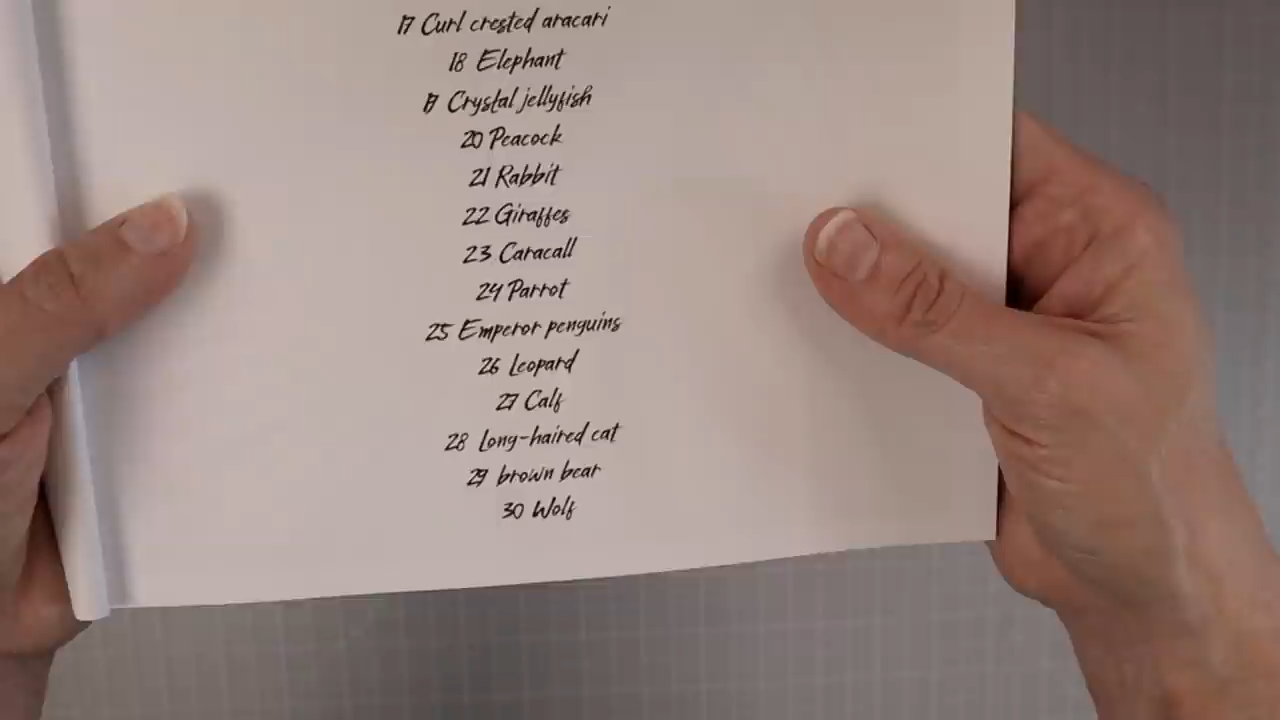 17 Curl crested aracari
18 Elephant
19 Crystal jellyfish
20 Peacock
21 Rabbit
22 Giraffes
23 Caracall
24 Parrot
25 Emperor penguins
26 Leopard
27 Calf
28 Long-haired cat
29 brown bear
30 Wolf